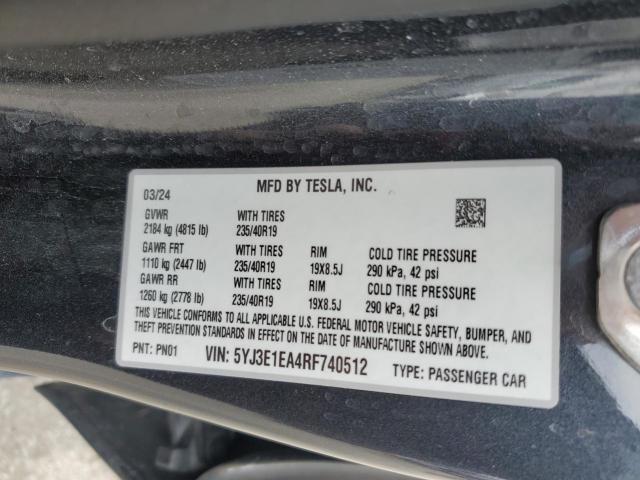 MFD BY TESLA, INC.
03/24
GVWR WITH TIRES
2184 kg (4815 lb) 235/40R19
GAWR FRT WITH TIRES RIM COLD TIRE PRESSURE
1110 kg (2447 lb) 235/40R19 19X8.5J 290 kPa, 42 psi
GAWR RR WITH TIRES RIM COLD TIRE PRESSURE
1260 kg (2778 lb) 235/40R19 19X8.5J 290 kPa, 42 psi
THIS VEHICLE CONFORMS TO ALL APPLICABLE U.S. FEDERAL MOTOR VEHICLE SAFETY, BUMPER, AND
THEFT PREVENTION STANDARDS IN EFFECT ON THE DATE OF MANUFACTURE SHOWN ABOVE.
PNT: PN01 VIN: 5YJ3E1EA4RF740512 TYPE: PASSENGER CAR